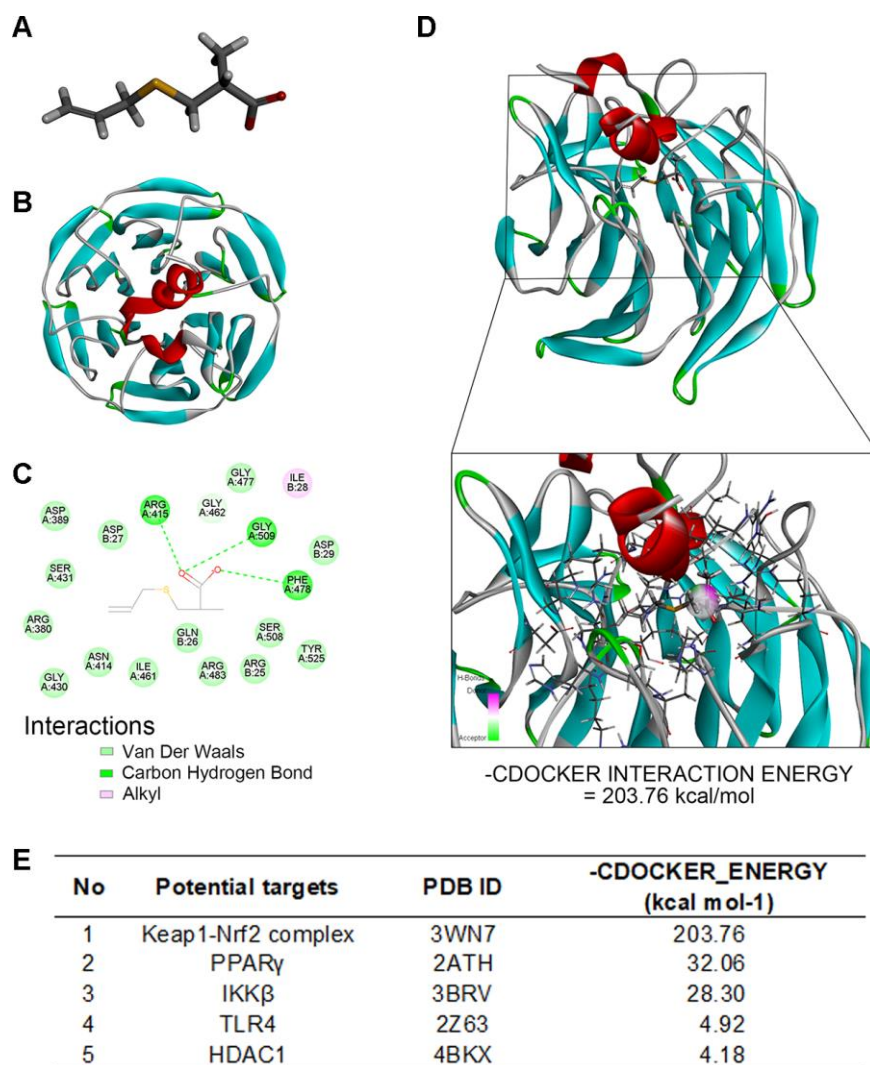 A
D
B
C
GLY
A:477
ILE
B:28
ARG
A:415
GLY
A:462
ASP
A:389
ASP
B:27
GLY
A:509
ASP
B:29
SER
A:431
O
O
PHE
A:478
S
ARG
A:380
GLN
B:26
SER
A:508
ASN
A:414
ILE
A:461
ARG
A:483
ARG
B:25
TYR
A:525
GLY
A:430
Interactions
Van Der Waals
Carbon Hydrogen Bond
Alkyl
H-Bonds
Acceptor
-CDOCKER INTERACTION ENERGY
= 203.76 kcal/mol
E
No Potential targets PDB ID -CDOCKER_ENERGY
(kcal mol-1)
1 Keap1-Nrf2 complex 3WN7 203.76
2 PPARγ 2ATH 32.06
3 IKKβ 3BRV 28.30
4 TLR4 2Z63 4.92
5 HDAC1 4BKX 4.18